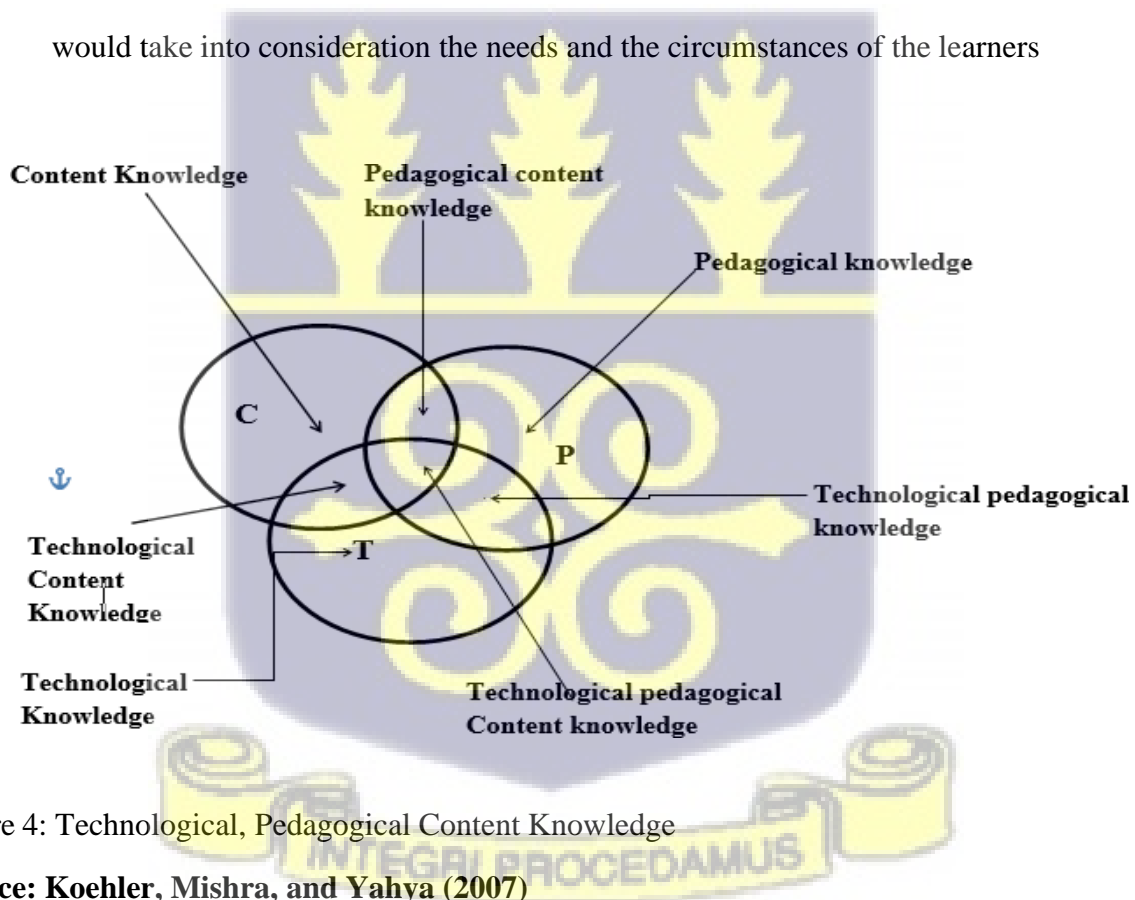 would take into consideration the needs and the circumstances of the learners
Content Knowledge
Pedagogical content
knowledge
Pedagogical knowledge
C
P
Technological pedagogical
knowledge
Technological
Content
Knowledge
T
Technological
Knowledge
Technological pedagogical
Content knowledge
re 4: Technological, Pedagogical Content Knowledge
INTEGRI PROCEDAMUS
ce: Koehler, Mishra, and Yahya (2007)